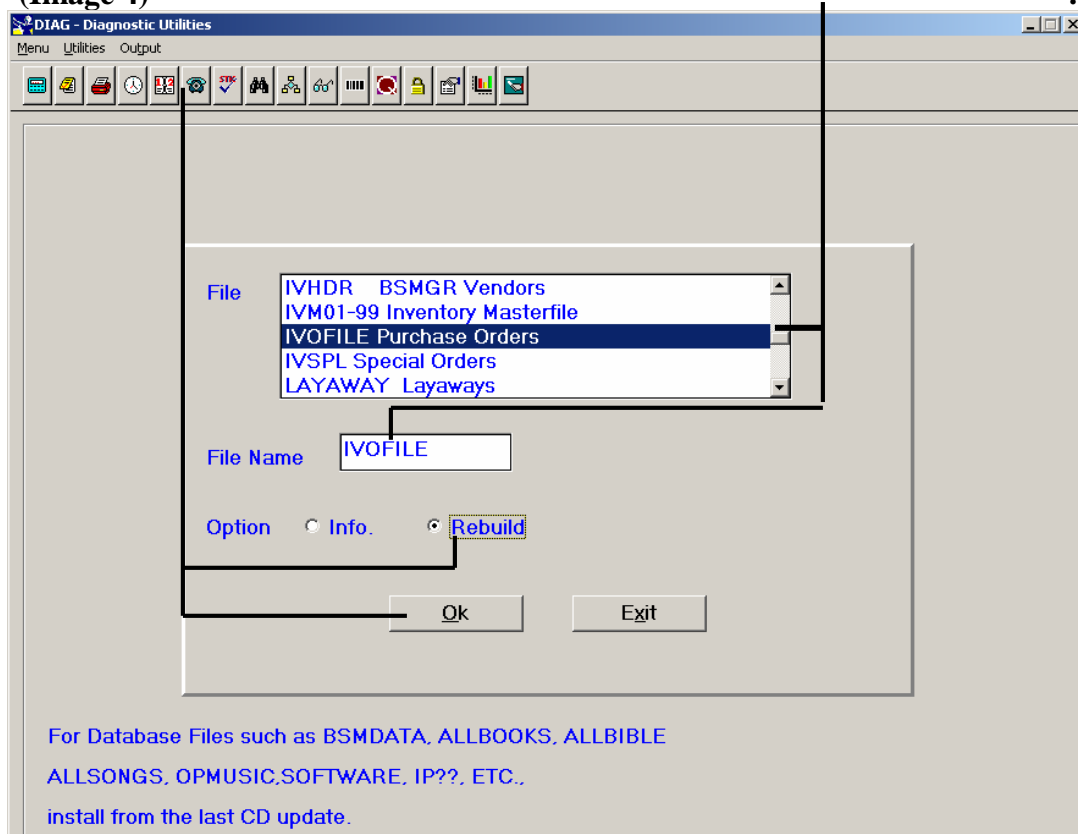 (Image 4)
DIAG - Diagnostic Utilities
Menu Utilities Output
File
IVHDR BSMGR Vendors
IVM01-99 Inventory Masterfile
IVOFILE Purchase Orders
IVSPL Special Orders
LAYAWAY Layaways
File Name IVOFILE
Option Info. Rebuild
Ok Exit
For Database Files such as BSMDATA, ALLBOOKS, ALLBIBLE
ALLSONGS, OPMUSIC,SOFTWARE, IP??, ETC.,
install from the last CD update.